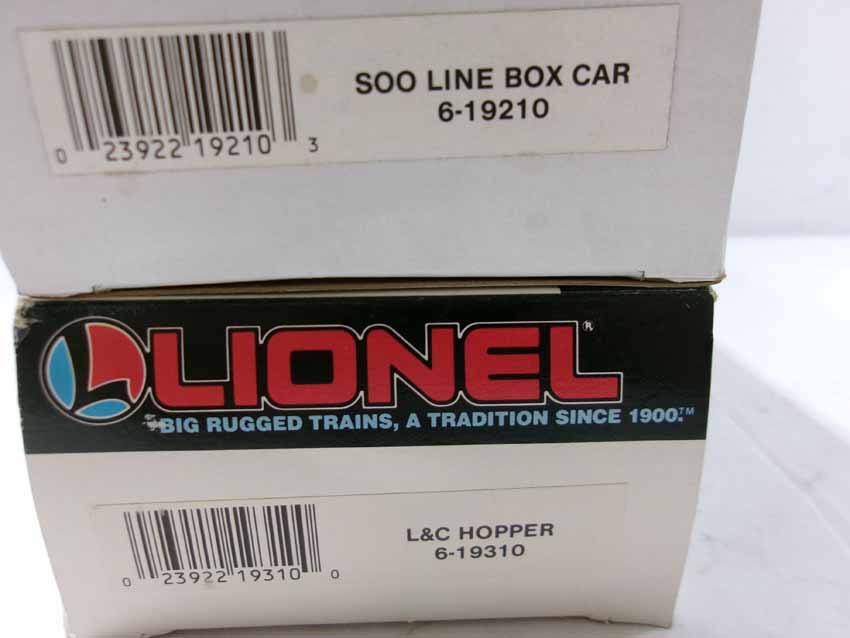 SOO LINE BOX CAR
6-19210
0 23922 19210 3
LIONEL®
"BIG RUGGED TRAINS, A TRADITION SINCE 1900."™
L&C HOPPER
6-19310
0 23922 19310 0